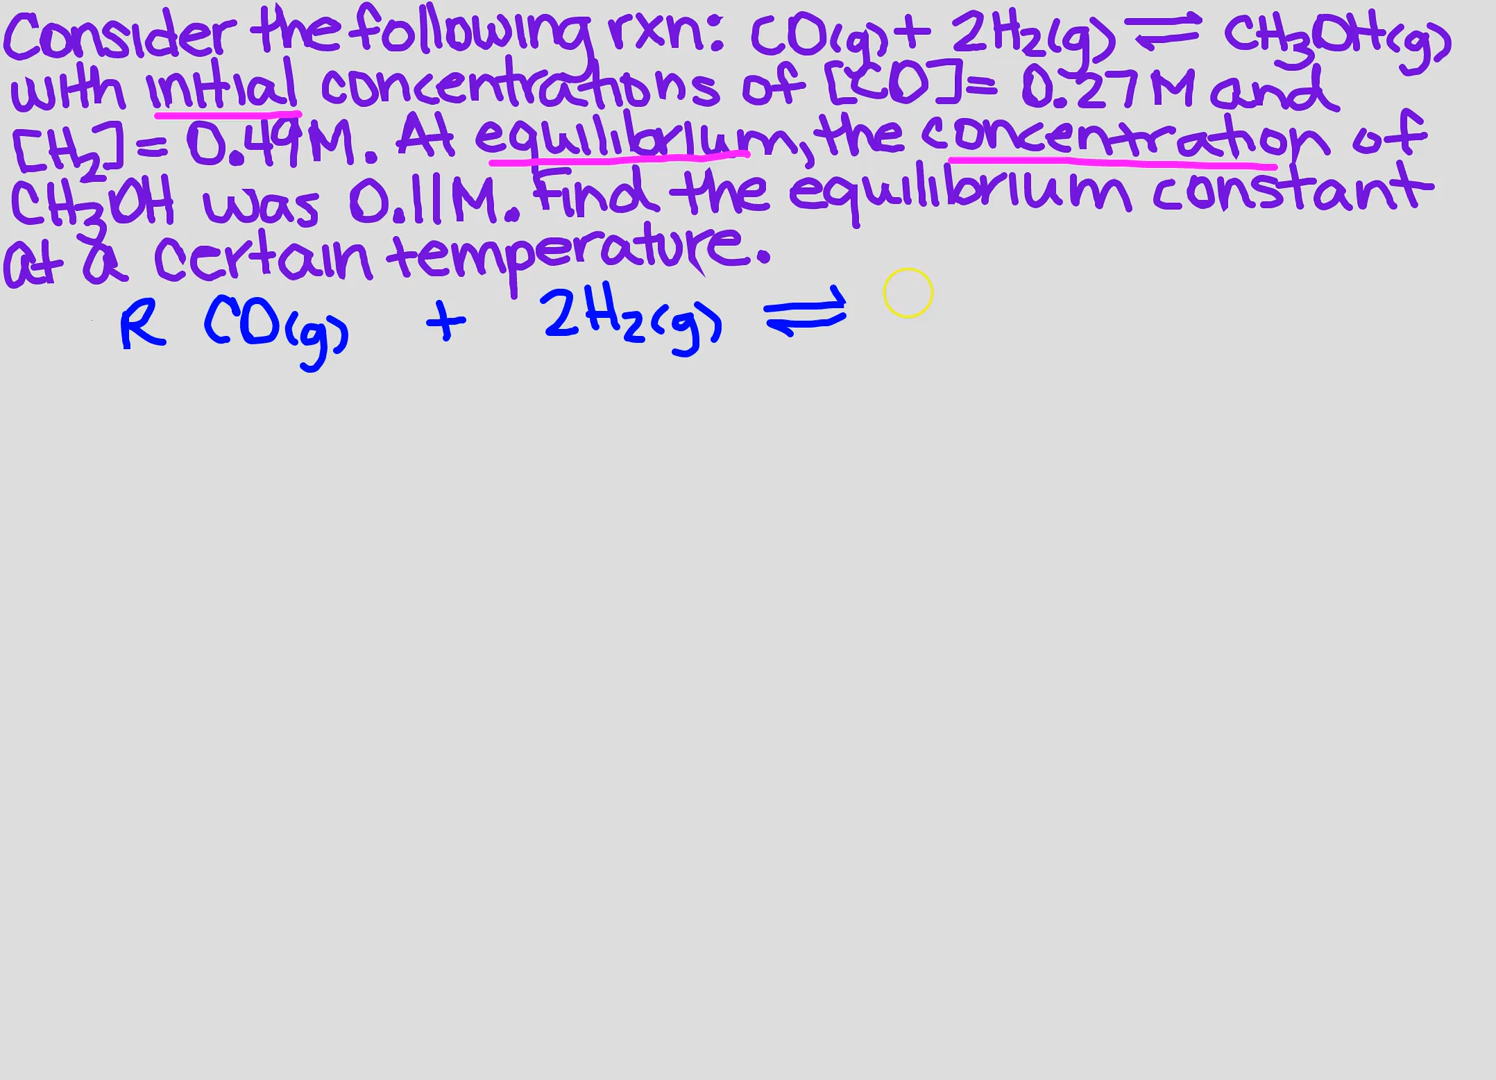 Consider the following rxn: CO(g) + 2H₂(g) ⇌ CH₃OH(g)
with initial concentrations of [CO] = 0.27 M and
[H₂] = 0.49 M. At equilibrium, the concentration of
CH₃OH was 0.11 M. Find the equilibrium constant
at a certain temperature.
R CO(g) + 2H₂(g) ⇌